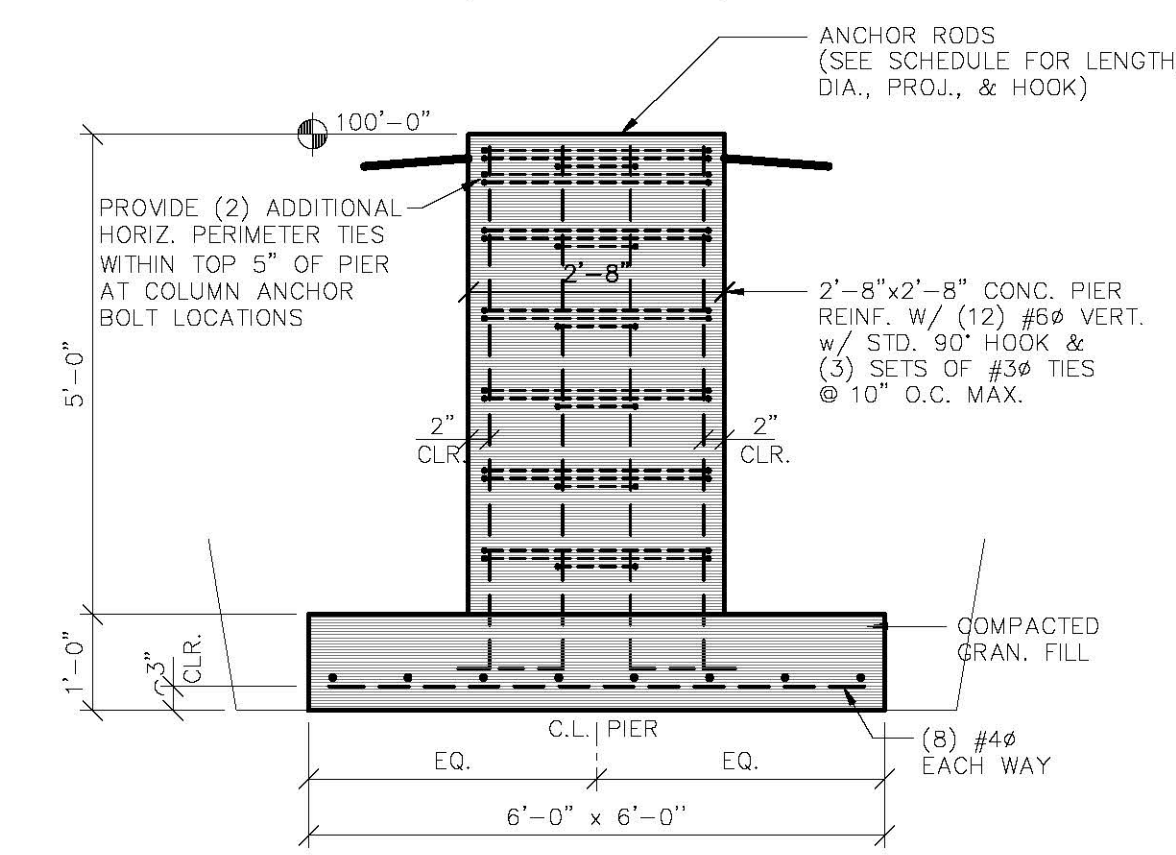 ANCHOR RODS
(SEE SCHEDULE FOR LENGTH
DIA., PROJ., & HOOK)
100'-0"
PROVIDE (2) ADDITIONAL
HORIZ. PERIMETER TIES
WITHIN TOP 5" OF PIER
AT COLUMN ANCHOR
BOLT LOCATIONS
2'-8"
2'-8"x2'-8" CONC. PIER
REINF. W/ (12) #6ø VERT.
w/ STD. 90° HOOK &
(3) SETS OF #3ø TIES
@ 10" O.C. MAX.
5'-0"
2"
CLR.
2"
CLR.
COMPACTED
GRAN. FILL
1'-0"
3"
CLR.
C.L. PIER
(8) #4ø
EACH WAY
EQ.
EQ.
6'-0" x 6'-0"